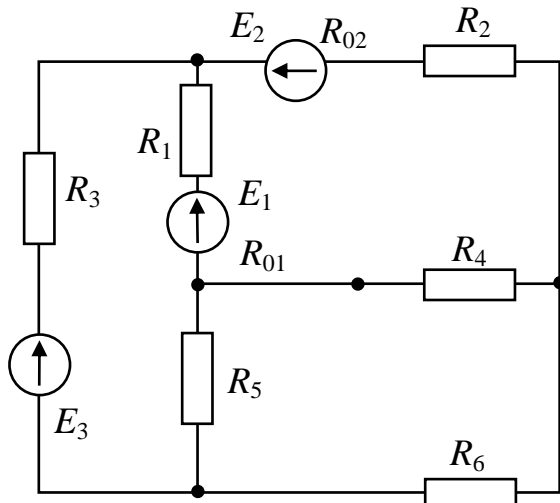 E₂ R₀₂ R₂
R₁
R₃
E₁
R₀₁ R₄
R₅
E₃
R₆